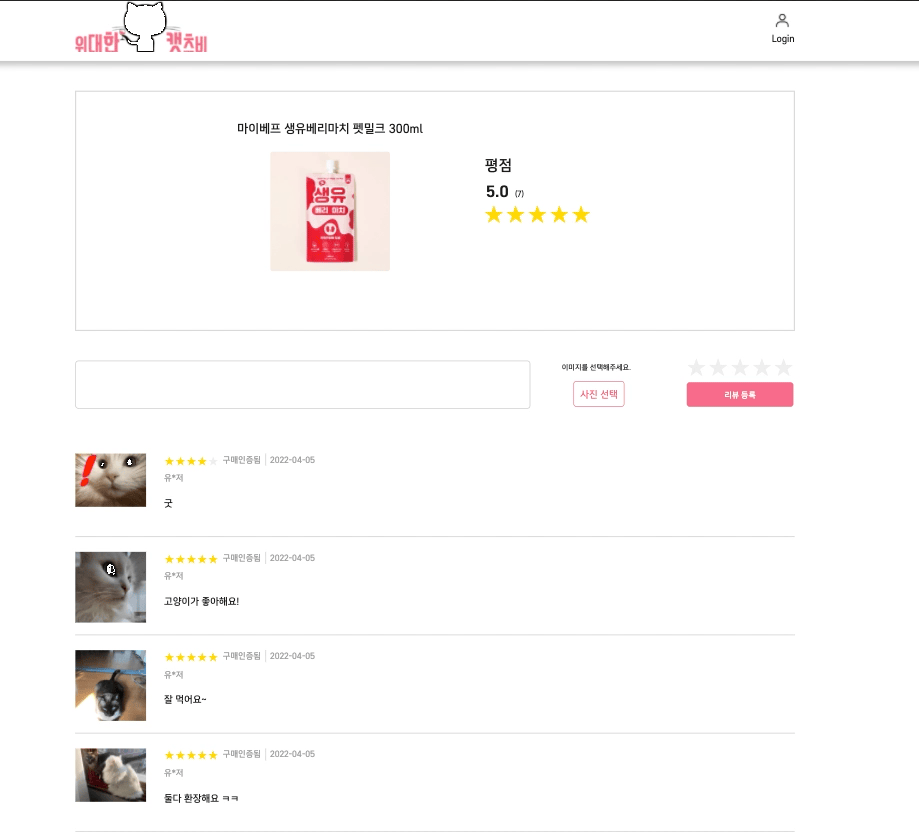 위대한 캣츠비
Login
마이베프 생유베리마치 펫밀크 300ml
생유
베리 마치
평점
5.0 (7)
이미지를 선택해주세요.
사진 선택
리뷰 등록
구매인증됨 2022-04-05
유*저
굿
구매인증됨 2022-04-05
유*저
고양이가 좋아해요!
구매인증됨 2022-04-05
유*저
잘 먹어요~
구매인증됨 2022-04-05
유*저
둘다 환장해요 ㅋㅋ